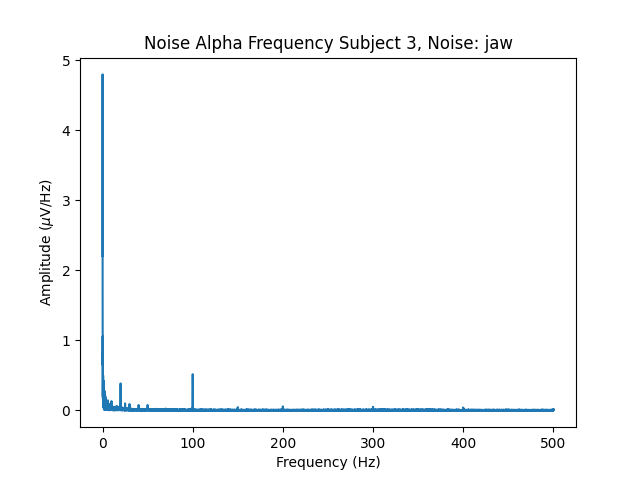 Noise Alpha Frequency Subject 3, Noise: jaw
5
4
3
2
1
0
Amplitude (μV/Hz)
0 100 200 300 400 500
Frequency (Hz)